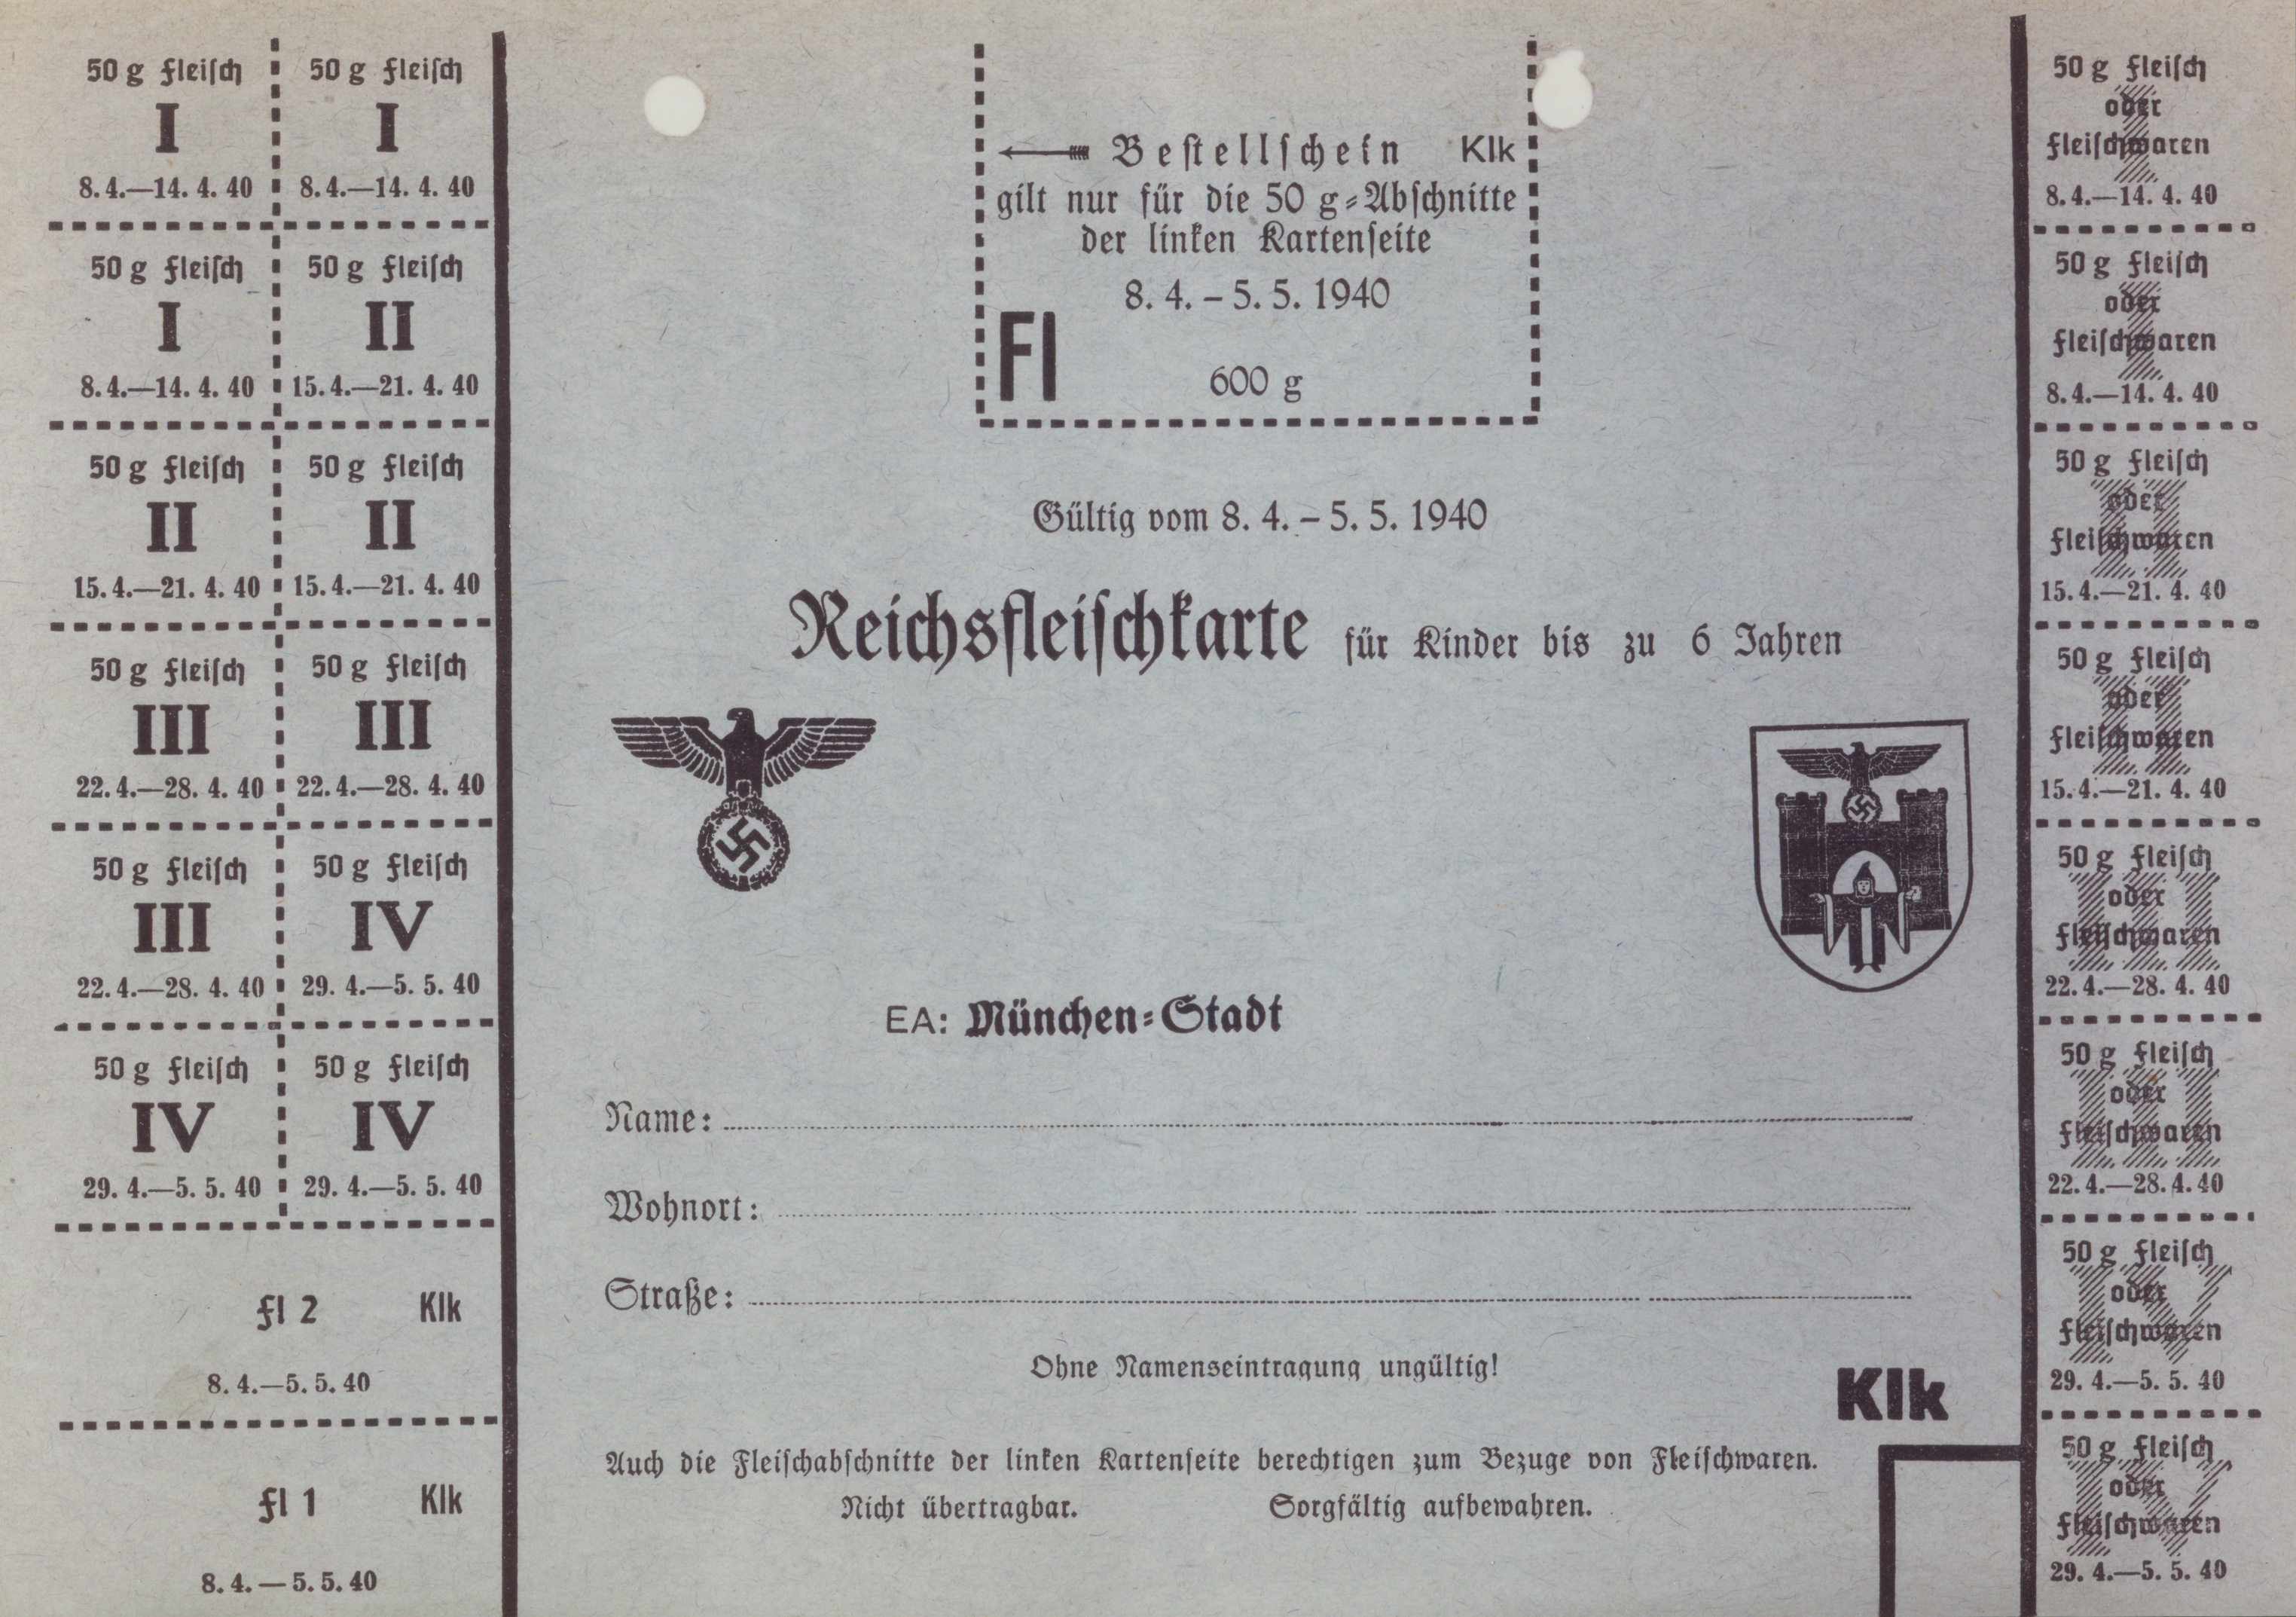 50 g Fleisch
I
8. 4.—14. 4. 40
50 g Fleisch
I
8. 4.—14. 4. 40
50 g Fleisch
I
8. 4.—14. 4. 40
50 g Fleisch
II
15. 4.—21. 4. 40
50 g Fleisch
II
15. 4.—21. 4. 40
50 g Fleisch
II
15. 4.—21. 4. 40
50 g Fleisch
III
22. 4.—28. 4. 40
50 g Fleisch
III
22. 4.—28. 4. 40
50 g Fleisch
III
22. 4.—28. 4. 40
50 g Fleisch
IV
29. 4.—5. 5. 40
50 g Fleisch
IV
29. 4.—5. 5. 40
50 g Fleisch
IV
29. 4.—5. 5. 40
Fl 2 Klk
8. 4.—5. 5. 40
Fl 1 Klk
8. 4. — 5. 5. 40
Bestellschein Klk
gilt nur für die 50 g-Abschnitte
der linken Kartenseite
8. 4. – 5. 5. 1940
Fl
600 g
Gültig vom 8. 4. – 5. 5. 1940
Reichsfleischkarte für Kinder bis zu 6 Jahren
EA: München-Stadt
Name:
Wohnort:
Straße:
Ohne Namenseintragung ungültig!
Klk
Auch die Fleischabschnitte der linken Kartenseite berechtigen zum Bezuge von Fleischwaren.
Nicht übertragbar. Sorgfältig aufbewahren.
50 g Fleisch
oder
Fleischwaren
I
8. 4.—14. 4. 40
50 g Fleisch
oder
Fleischwaren
I
8. 4.—14. 4. 40
50 g Fleisch
oder
Fleischwaren
II
15. 4.—21. 4. 40
50 g Fleisch
oder
Fleischwaren
II
15. 4.—21. 4. 40
50 g Fleisch
oder
Fleischwaren
III
22. 4.—28. 4. 40
50 g Fleisch
oder
Fleischwaren
III
22. 4.—28. 4. 40
50 g Fleisch
oder
Fleischwaren
IV
29. 4.—5. 5. 40
50 g Fleisch
oder
Fleischwaren
IV
29. 4.—5. 5. 40